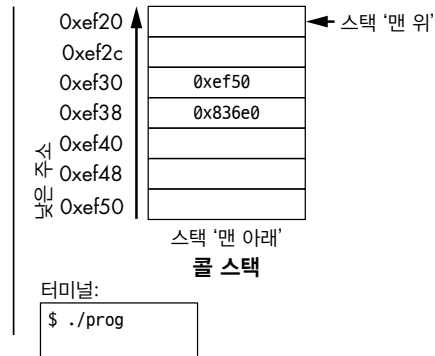 0xef20
스택 ‘맨 위’
0xef2c
0xef30 0xef50
0xef38 0x836e0
0xef40
0xef48
0xef50
낮은 주소
스택 ‘맨 아래’
콜 스택
터미널:
$ ./prog